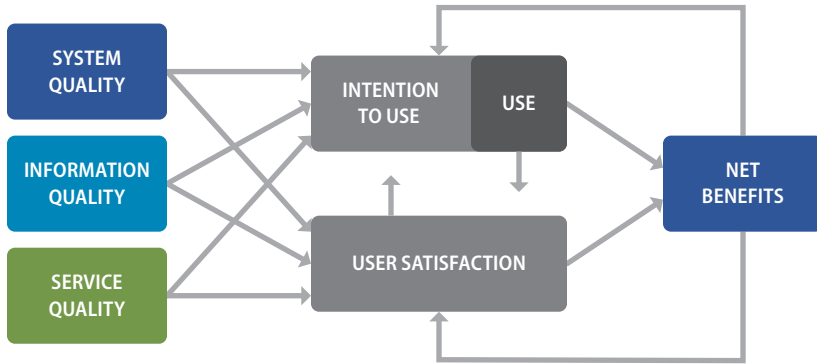 SYSTEM
QUALITY
INFORMATION
QUALITY
SERVICE
QUALITY
INTENTION
TO USE
USE
USER SATISFACTION
NET
BENEFITS